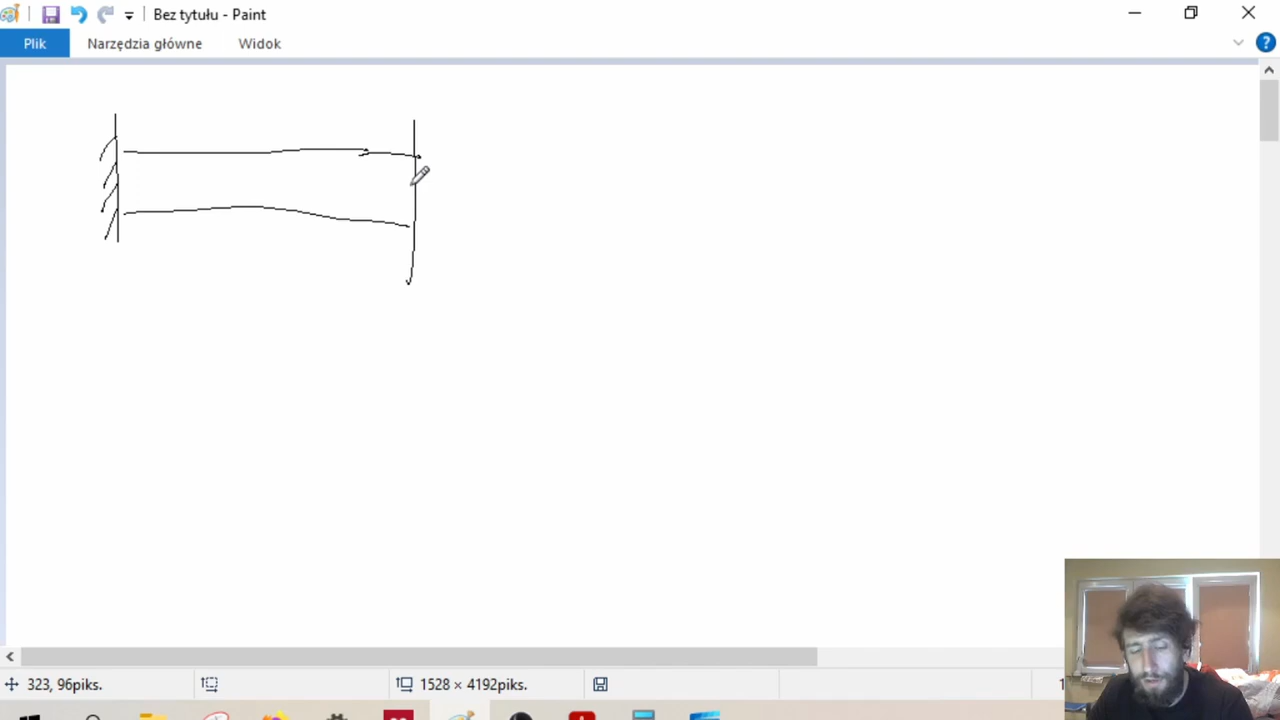 Bez tytułu - Paint
Plik Narzędzia główne Widok
323, 96piks. 1528 × 4192piks.